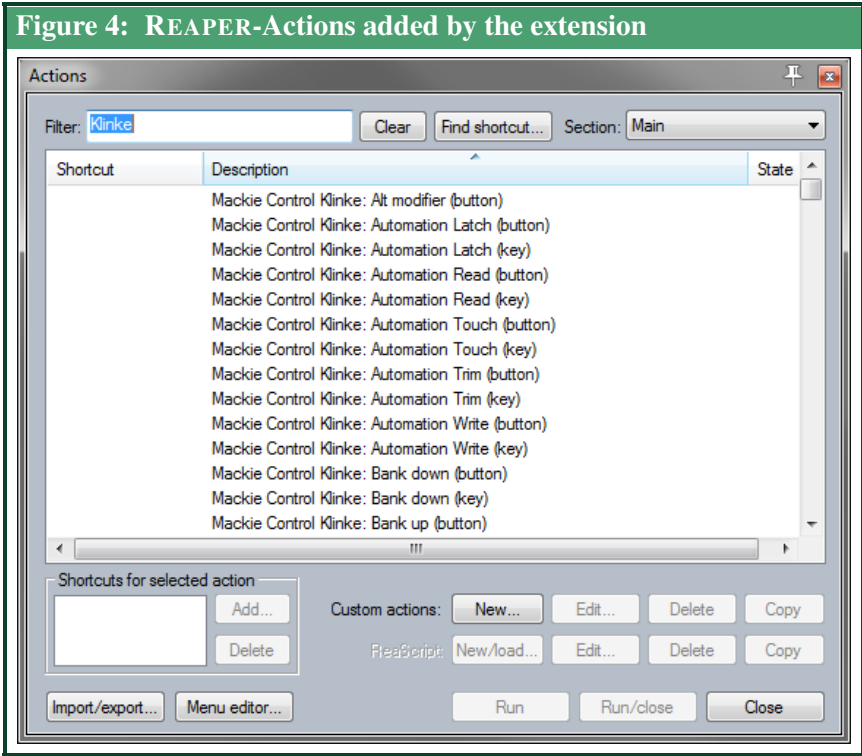 Figure 4: REAPER-Actions added by the extension
Actions
Filter: Klinke Clear Find shortcut... Section: Main
Shortcut Description State
Mackie Control Klinke: Alt modifier (button)
Mackie Control Klinke: Automation Latch (button)
Mackie Control Klinke: Automation Latch (key)
Mackie Control Klinke: Automation Read (button)
Mackie Control Klinke: Automation Read (key)
Mackie Control Klinke: Automation Touch (button)
Mackie Control Klinke: Automation Touch (key)
Mackie Control Klinke: Automation Trim (button)
Mackie Control Klinke: Automation Trim (key)
Mackie Control Klinke: Automation Write (button)
Mackie Control Klinke: Automation Write (key)
Mackie Control Klinke: Bank down (button)
Mackie Control Klinke: Bank down (key)
Mackie Control Klinke: Bank up (button)
Shortcuts for selected action
Add... Custom actions: New... Edit... Delete Copy
Delete ReaScript: New/load... Edit... Delete Copy
Import/export... Menu editor... Run Run/close Close